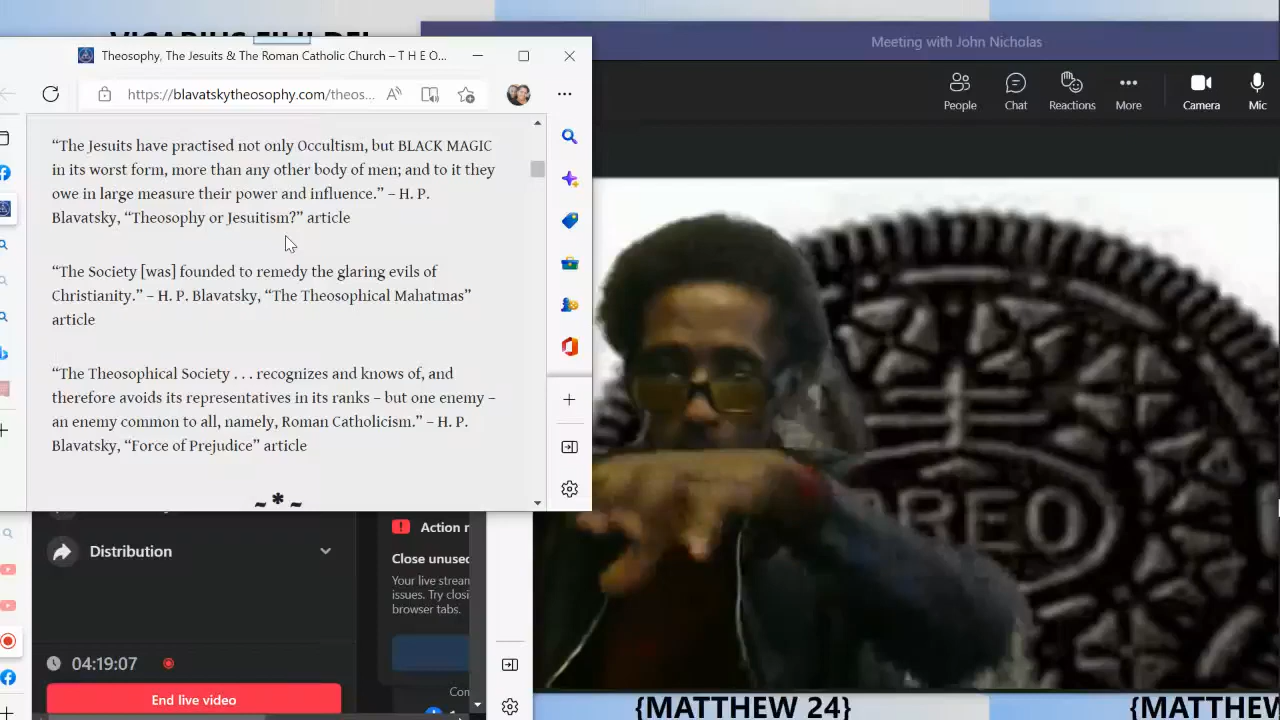 Meeting with John Nicholas
Theosophy, The Jesuits & The Roman Catholic Church – T H E O...
https://blavatskytheosophy.com/theos...
People
Chat
Reactions
More
Camera
Mic
“The Jesuits have practised not only Occultism, but BLACK MAGIC
in its worst form, more than any other body of men; and to it they
owe in large measure their power and influence.” – H. P.
Blavatsky, “Theosophy or Jesuitism?” article
“The Society [was] founded to remedy the glaring evils of
Christianity.” – H. P. Blavatsky, “The Theosophical Mahatmas”
article
“The Theosophical Society . . . recognizes and knows of, and
therefore avoids its representatives in its ranks – but one enemy –
an enemy common to all, namely, Roman Catholicism.” – H. P.
Blavatsky, “Force of Prejudice” article
~*~
REO
Distribution
Action r
Close unused
Your live strean
issues. Try closi
browser tabs.
04:19:07
End live video
Con
{MATTHEW 24}
{MATTHEW